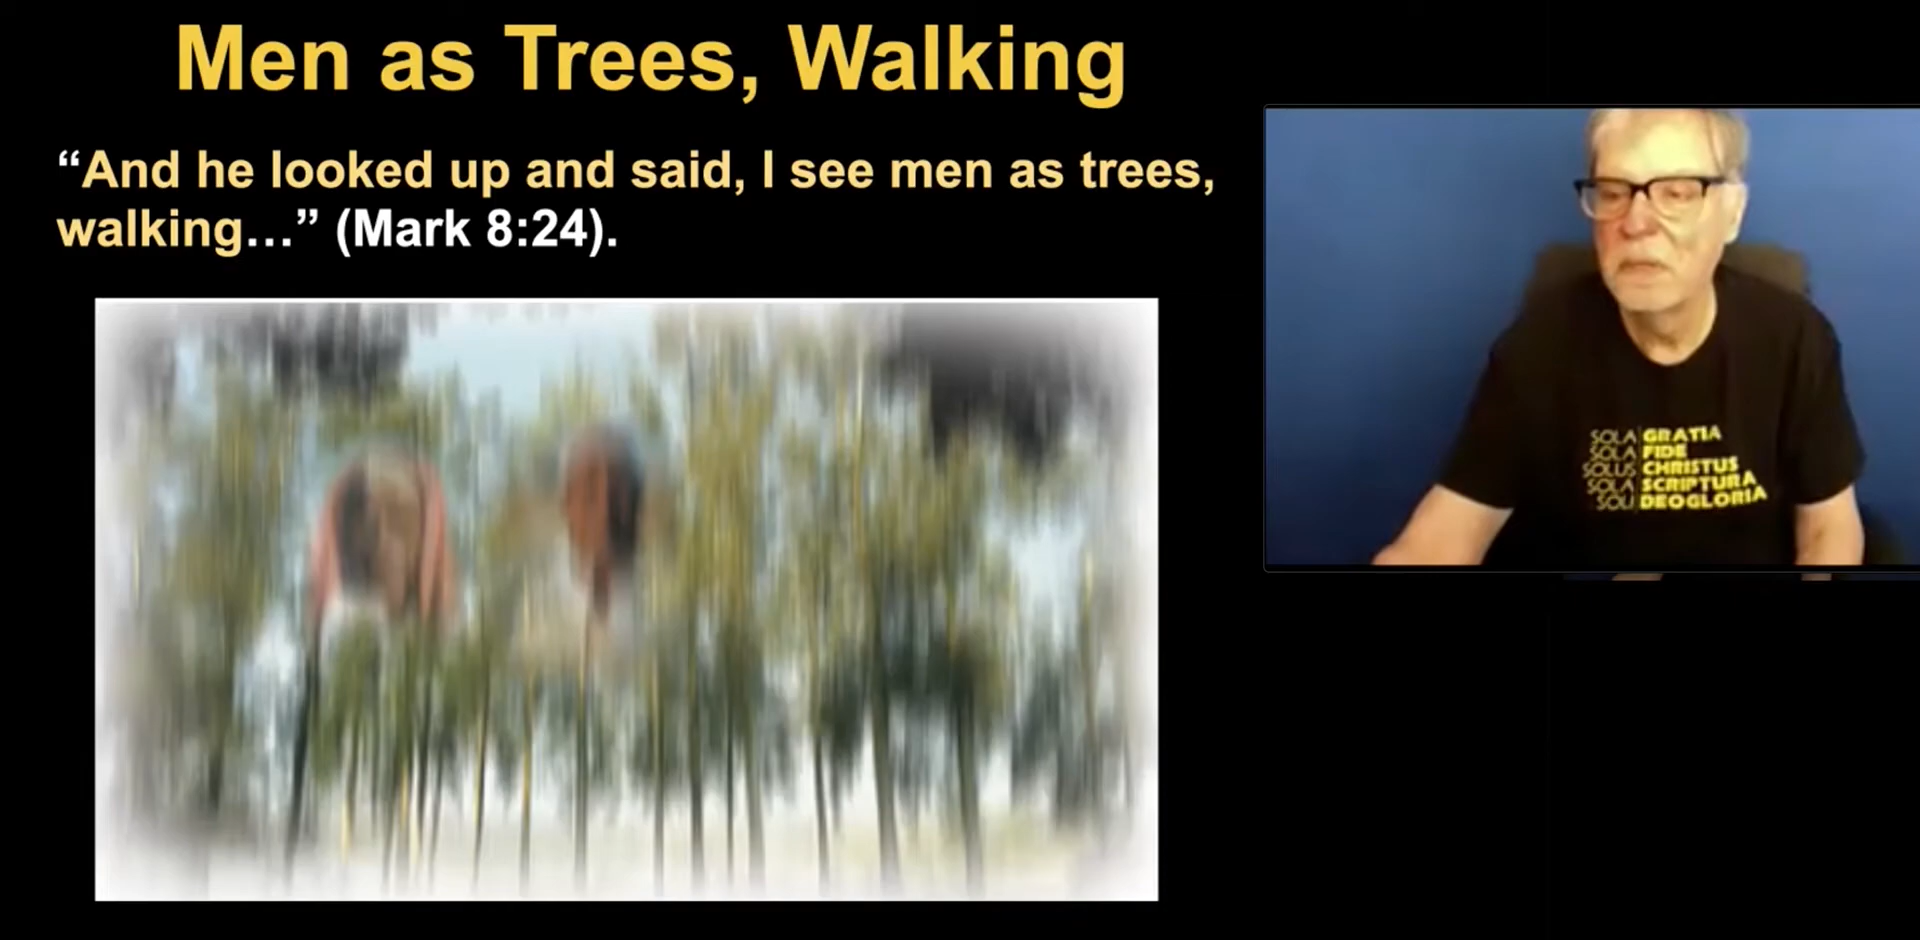 Men as Trees, Walking
“And he looked up and said, I see men as trees,
walking…” (Mark 8:24).
SOLA GRATIA
SOLA FIDE
SOLUS CHRISTUS
SOLA SCRIPTURA
SOLI DEOGLORIA